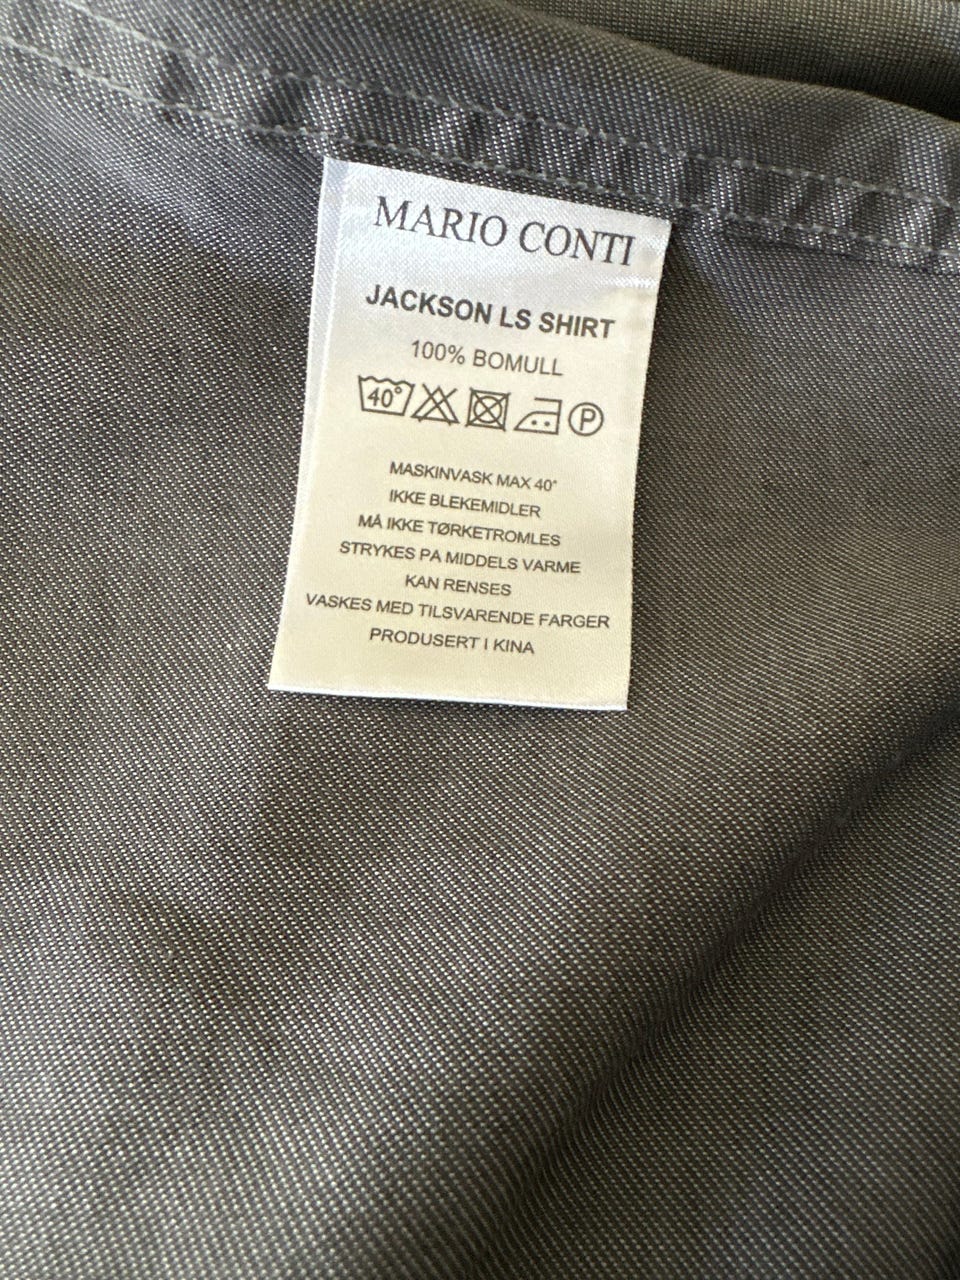 MARIO CONTI
JACKSON LS SHIRT
100% BOMULL
40° P
MASKINVASK MAX 40°
IKKE BLEKEMIDLER
MÅ IKKE TØRKETROMLES
STRYKES PA MIDDELS VARME
KAN RENSES
VASKES MED TILSVARENDE FARGER
PRODUSERT I KINA